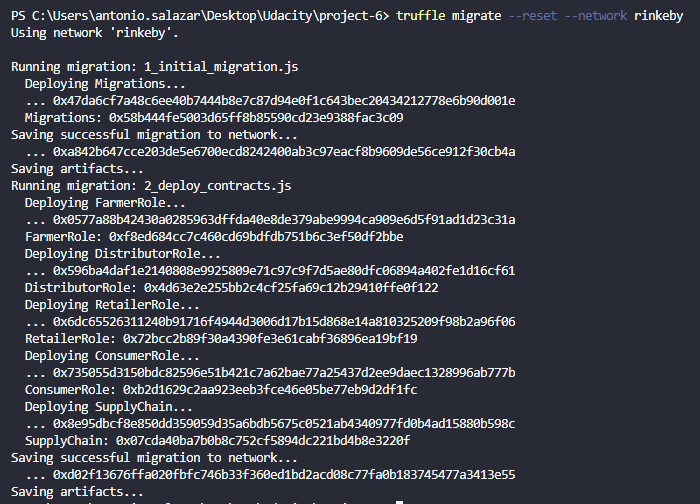 PS C:\Users\antonio.salazar\Desktop\Udacity\project-6> truffle migrate --reset --network rinkeby
Using network 'rinkeby'.
Running migration: 1_initial_migration.js
Deploying Migrations...
... 0x47da6cf7a48c6ee40b7444b8e7c87d94e0f1c643bec20434212778e6b90d001e
Migrations: 0x58b444fe5003d65ff8b85590cd23e9388fac3c09
Saving successful migration to network...
... 0xa842b647cce203de5e6700ecd8242400ab3c97eacf8b9609de56ce912f30cb4a
Saving artifacts...
Running migration: 2_deploy_contracts.js
Deploying FarmerRole...
... 0x0577a88b42430a0285963dffda40e8de379abe9994ca909e6d5f91ad1d23c31a
FarmerRole: 0xf8ed684cc7c460cd69bdfdb751b6c3ef50df2bbe
Deploying DistributorRole...
... 0x596ba4daf1e2140808e9925809e71c97c9f7d5ae80dfc06894a402fe1d16cf61
DistributorRole: 0x4d63e2e255bb2c4cf25fa69c12b29410ffe0f122
Deploying RetailerRole...
... 0x6dc65526311240b91716f4944d3006d17b15d868e14a810325209f98b2a96f06
RetailerRole: 0x72bcc2b89f30a4390fe3e61cabf36896ea19bf19
Deploying ConsumerRole...
... 0x735055d3150bdc82596e51b421c7a62bae77a25437d2ee9daec1328996ab777b
ConsumerRole: 0xb2d1629c2aa923eeb3fce46e05be77eb9d2df1fc
Deploying SupplyChain...
... 0x8e95dbcf8e850dd359059d35a6bdb5675c0521ab4340977fd0b4ad15880b598c
SupplyChain: 0x07cda40ba7b0b8c752cf5894dc221bd4b8e3220f
Saving successful migration to network...
... 0xd02f13676ffa020fbfc746b33f360ed1bd2acd08c77fa0b183745477a3413e55
Saving artifacts...